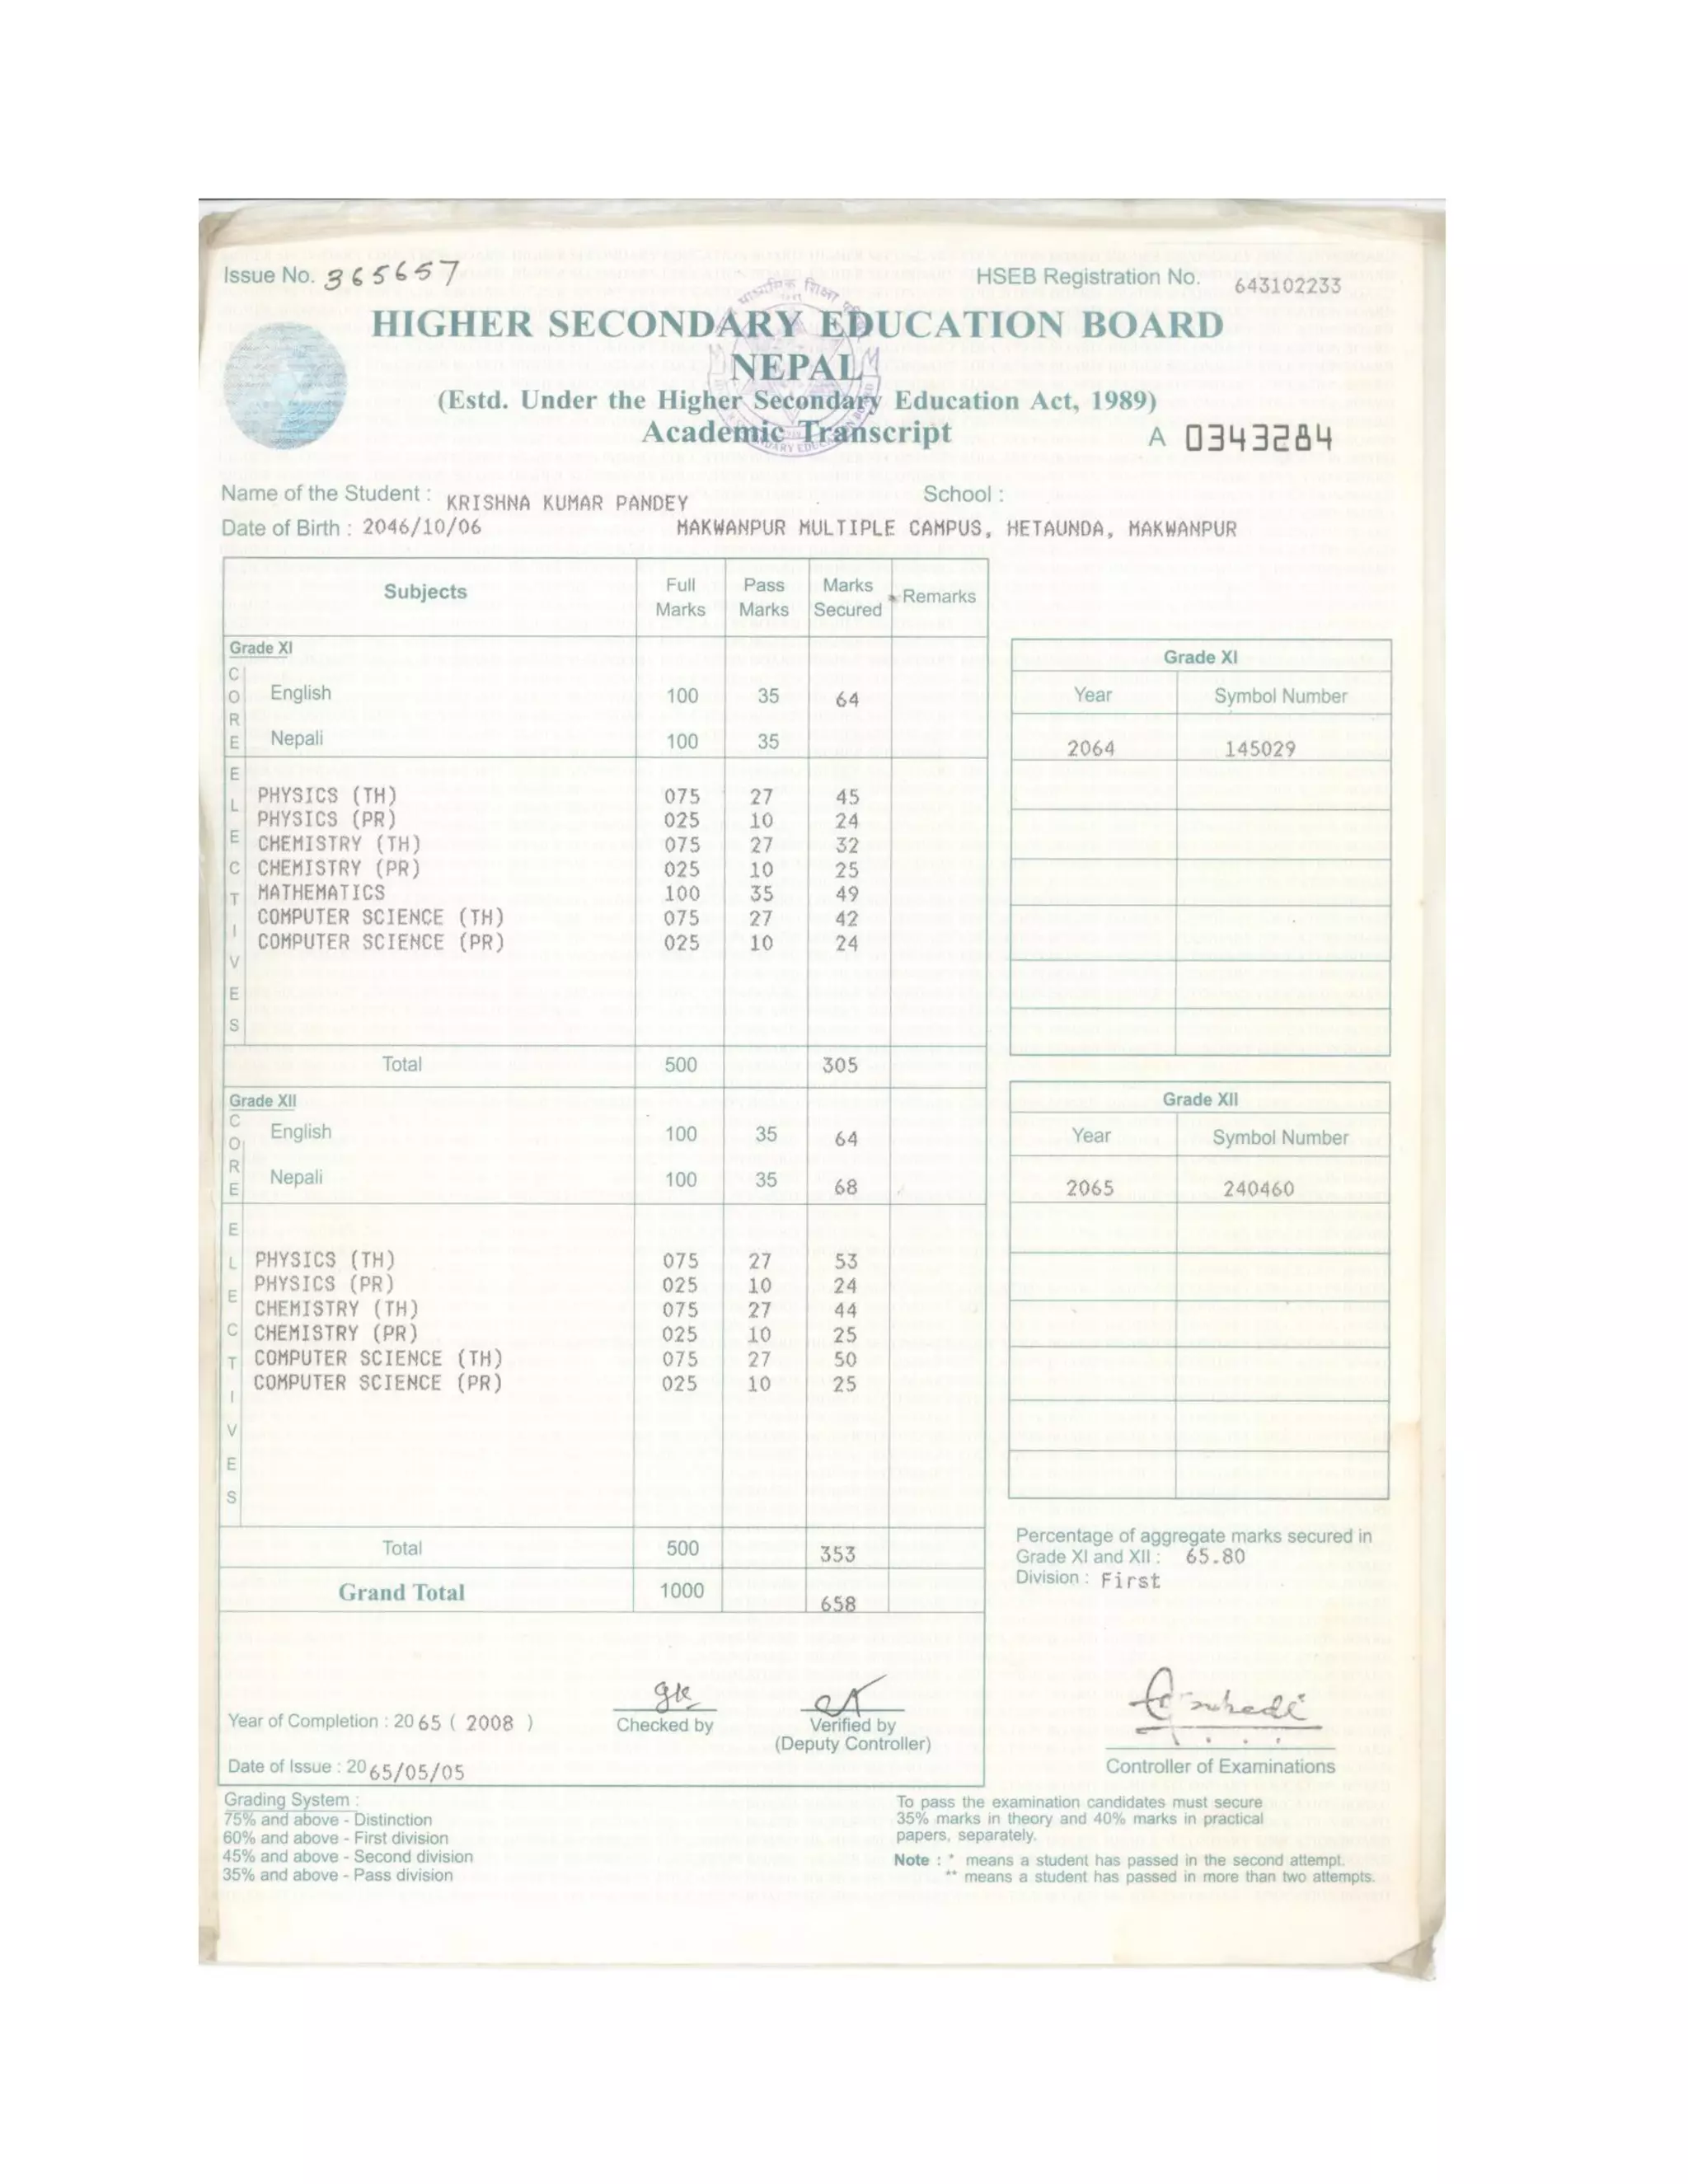 Issue No. 365657
HSEB Registration No. 643102233
HIGHER SECONDARY EDUCATION BOARD
NEPAL
(Estd. Under the Higher Secondary Education Act, 1989)
Academic Transcript
A 0343284
Name of the Student : KRISHNA KUMAR PANDEY School :
Date of Birth : 2046/10/06 MAKWANPUR MULTIPLE CAMPUS, HETAUNDA, MAKWANPUR
Subjects Full Marks Pass Marks Marks Secured Remarks
Grade XI
CORE
English 100 35 64
Nepali 100 35
ELECTIVES
PHYSICS (TH) 075 27 45
PHYSICS (PR) 025 10 24
CHEMISTRY (TH) 075 27 32
CHEMISTRY (PR) 025 10 25
MATHEMATICS 100 35 49
COMPUTER SCIENCE (TH) 075 27 42
COMPUTER SCIENCE (PR) 025 10 24
Total 500 305
Grade XII
CORE
English 100 35 64
Nepali 100 35 68
ELECTIVES
PHYSICS (TH) 075 27 53
PHYSICS (PR) 025 10 24
CHEMISTRY (TH) 075 27 44
CHEMISTRY (PR) 025 10 25
COMPUTER SCIENCE (TH) 075 27 50
COMPUTER SCIENCE (PR) 025 10 25
Total 500 353
Grand Total 1000 658
Grade XI
Year Symbol Number
2064 145029
Grade XII
Year Symbol Number
2065 240460
Percentage of aggregate marks secured in
Grade XI and XII : 65.80
Division : First
Year of Completion : 2065 ( 2008 )
Checked by
Verified by
(Deputy Controller)
Controller of Examinations
Date of Issue : 2065/05/05
Grading System :
75% and above - Distinction
60% and above - First division
45% and above - Second division
35% and above - Pass division
To pass the examination candidates must secure
35% marks in theory and 40% marks in practical
papers, separately.
Note : * means a student has passed in the second attempt.
** means a student has passed in more than two attempts.